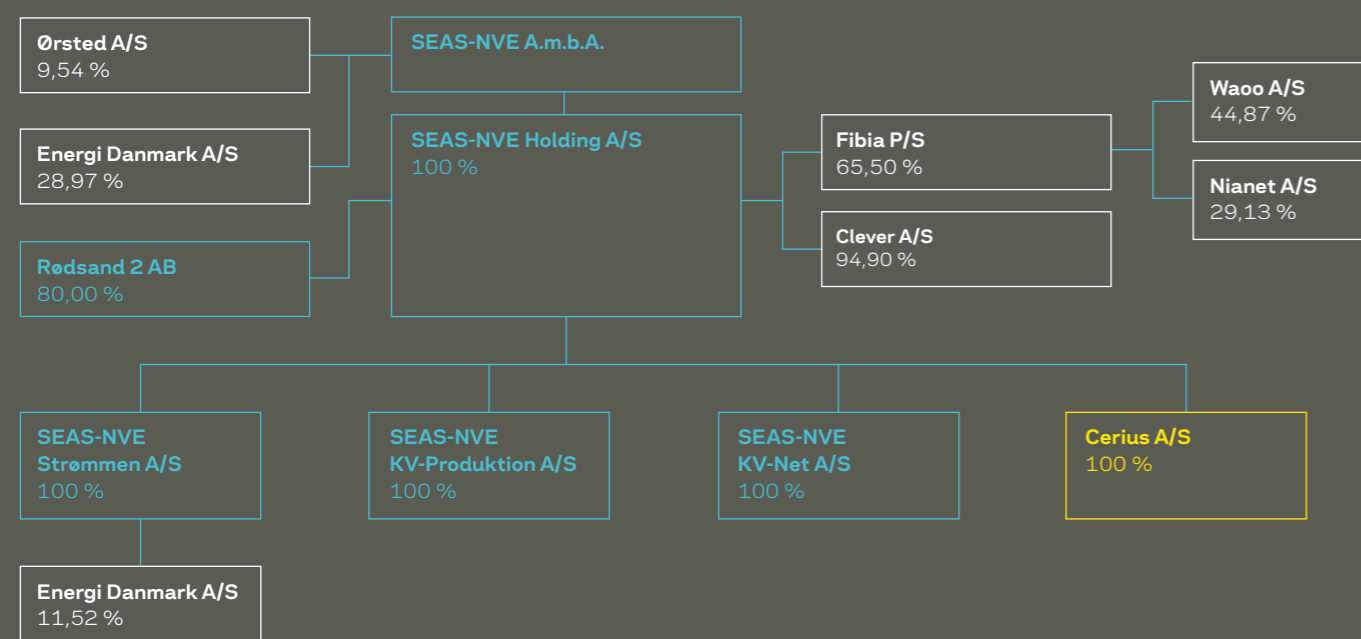 Ørsted A/S
9,54 %
SEAS-NVE A.m.b.A.
Energi Danmark A/S
28,97 %
SEAS-NVE Holding A/S
100 %
Rødsand 2 AB
80,00 %
Fibia P/S
65,50 %
Clever A/S
94,90 %
Waoo A/S
44,87 %
Nianet A/S
29,13 %
SEAS-NVE
Strømmen A/S
100 %
SEAS-NVE
KV-Produktion A/S
100 %
SEAS-NVE
KV-Net A/S
100 %
Cerius A/S
100 %
Energi Danmark A/S
11,52 %